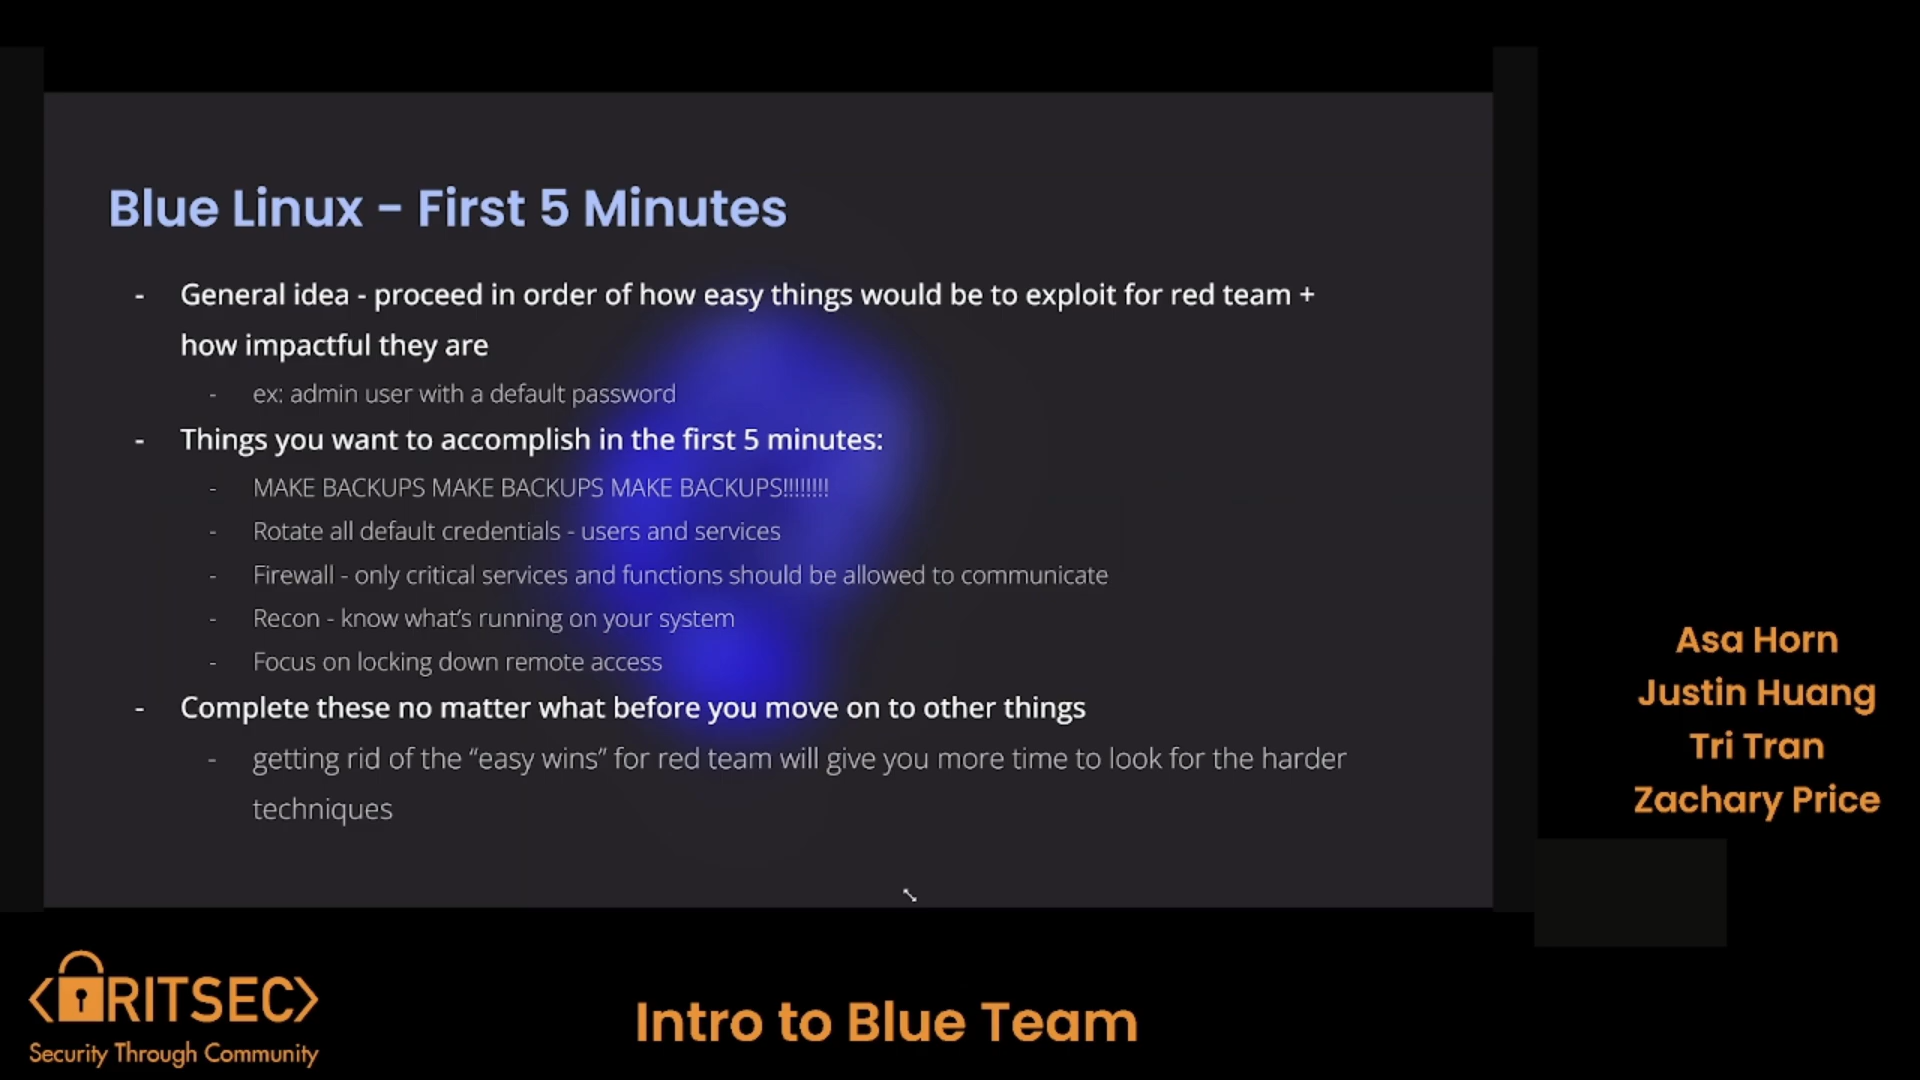 Blue Linux - First 5 Minutes
- General idea - proceed in order of how easy things would be to exploit for red team +
how impactful they are
- ex: admin user with a default password
- Things you want to accomplish in the first 5 minutes:
- MAKE BACKUPS MAKE BACKUPS MAKE BACKUPS!!!!!!!!
- Rotate all default credentials - users and services
- Firewall - only critical services and functions should be allowed to communicate
- Recon - know what’s running on your system
- Focus on locking down remote access
- Complete these no matter what before you move on to other things
- getting rid of the “easy wins” for red team will give you more time to look for the harder
techniques
Asa Horn
Justin Huang
Tri Tran
Zachary Price
<RITSEC>
Security Through Community
Intro to Blue Team